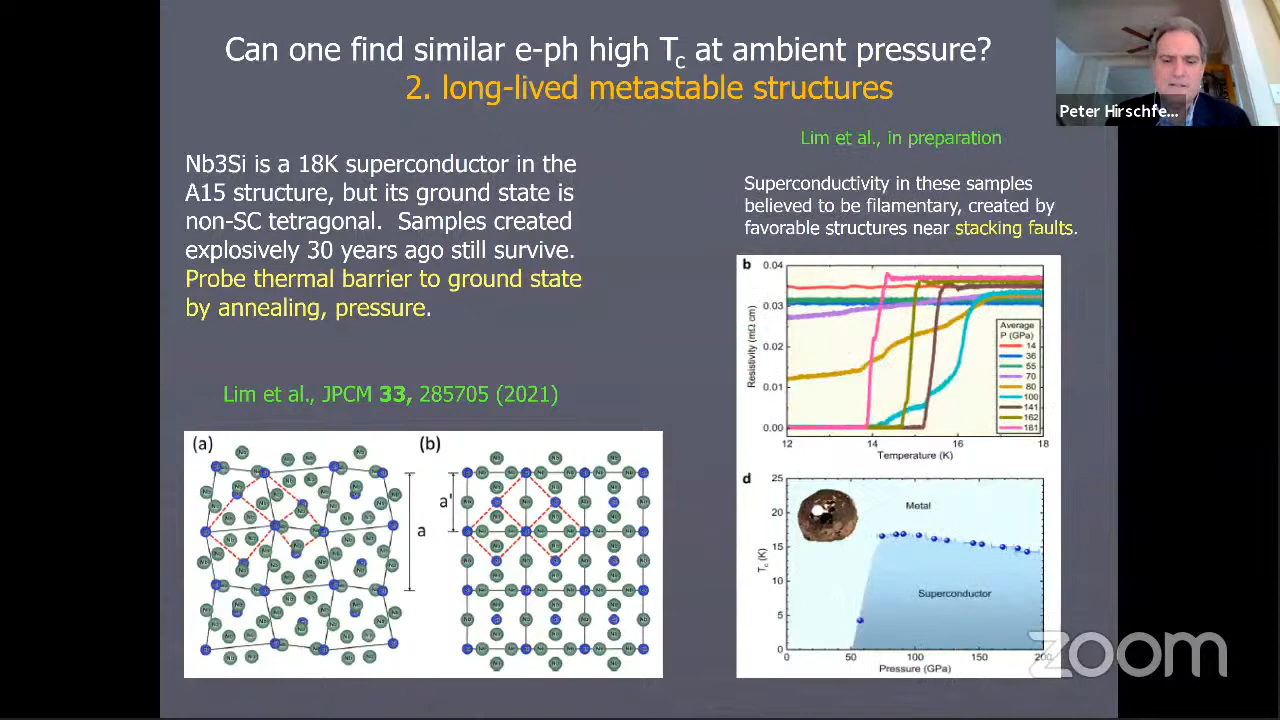 Can one find similar e-ph high Tc at ambient pressure?
2. long-lived metastable structures
Peter Hirschfe...
Nb3Si is a 18K superconductor in the
A15 structure, but its ground state is
non-SC tetragonal. Samples created
explosively 30 years ago still survive.
Probe thermal barrier to ground state
by annealing, pressure.
Lim et al., JPCM 33, 285705 (2021)
(a)
(b)
a
a'
Lim et al., in preparation
Superconductivity in these samples
believed to be filamentary, created by
favorable structures near stacking faults.
b
0.04
0.03
0.02
0.01
0.00
Resistivity (mΩ cm)
12 14 16 18
Temperature (K)
Average
P (GPa)
14
36
55
70
80
100
141
162
181
d
25
20
15
10
5
0
Tc (K)
Metal
Superconductor
0 50 100 150 200
Pressure (GPa)
zoom